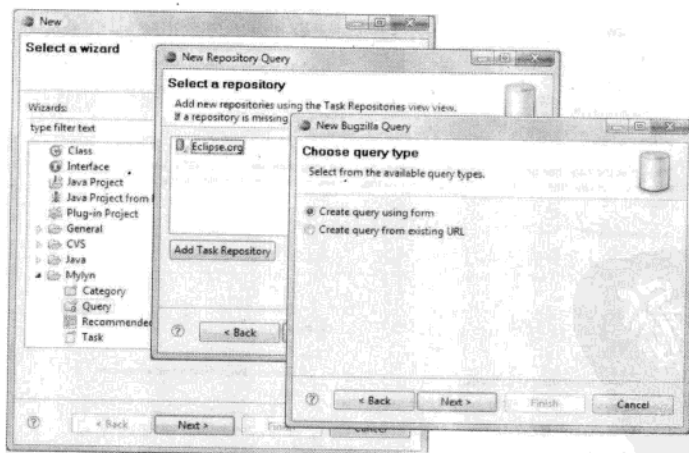 New
Select a wizard
Wizards:
type filter text
Class
Interface
Java Project
Java Project from
Plug-in Project
General
CVS
Java
Mylyn
Category
Query
Recommended
Task
< Back
Next >
Finish
Cancel
New Repository Query
Select a repository
Add new repositories using the Task Repositories view view.
If a repository is missing
Eclipse.org
Add Task Repository
< Back
New Bugzilla Query
Choose query type
Select from the available query types.
Create query using form
Create query from existing URL
< Back
Next >
Finish
Cancel